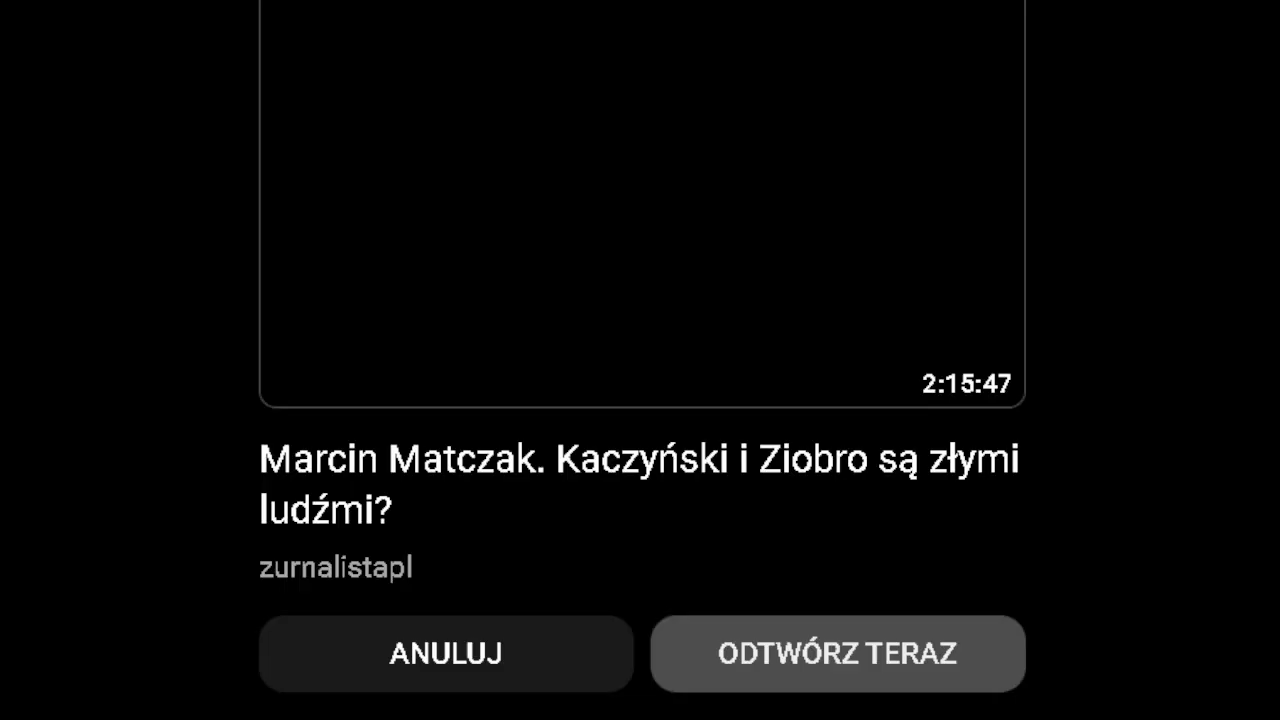 2:15:47
Marcin Matczak. Kaczyński i Ziobro są złymi
ludźmi?
zurnalistapl
ANULUJ
ODTWÓRZ TERAZ